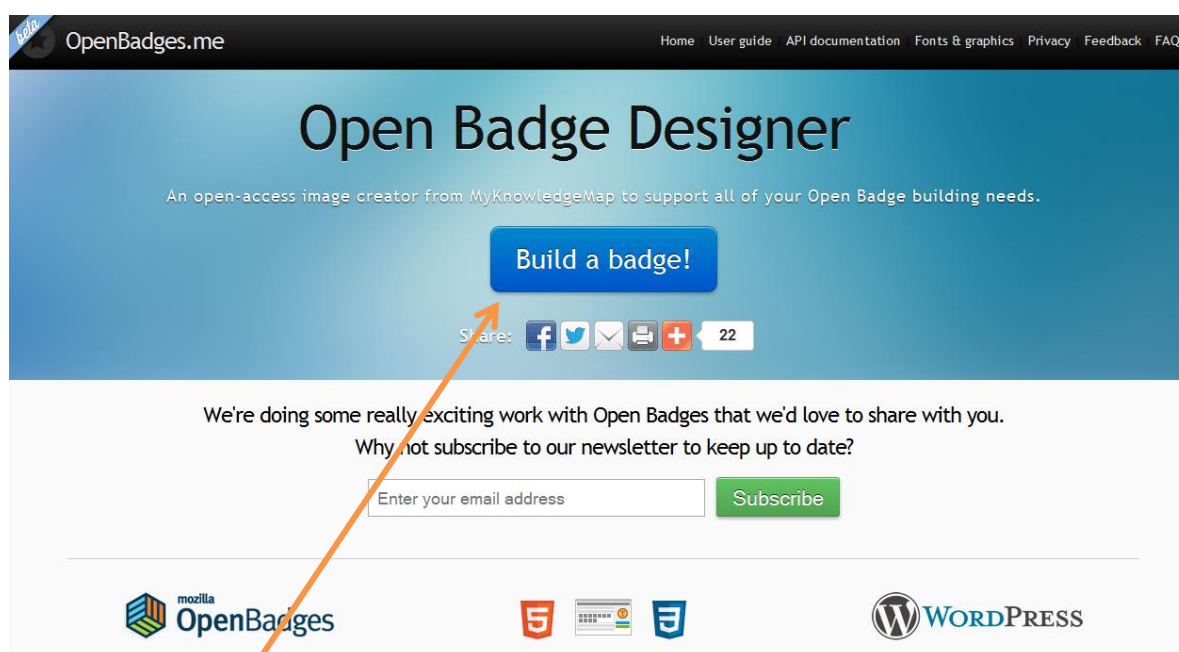 beta
OpenBadges.me
Home User guide API documentation Fonts & graphics Privacy Feedback FAQ
Open Badge Designer
An open-access image creator from MyKnowledgeMap to support all of your Open Badge building needs.
Build a badge!
Share: 22
We're doing some really exciting work with Open Badges that we'd love to share with you.
Why not subscribe to our newsletter to keep up to date?
Enter your email address Subscribe
mozilla
OpenBadges
WORDPRESS